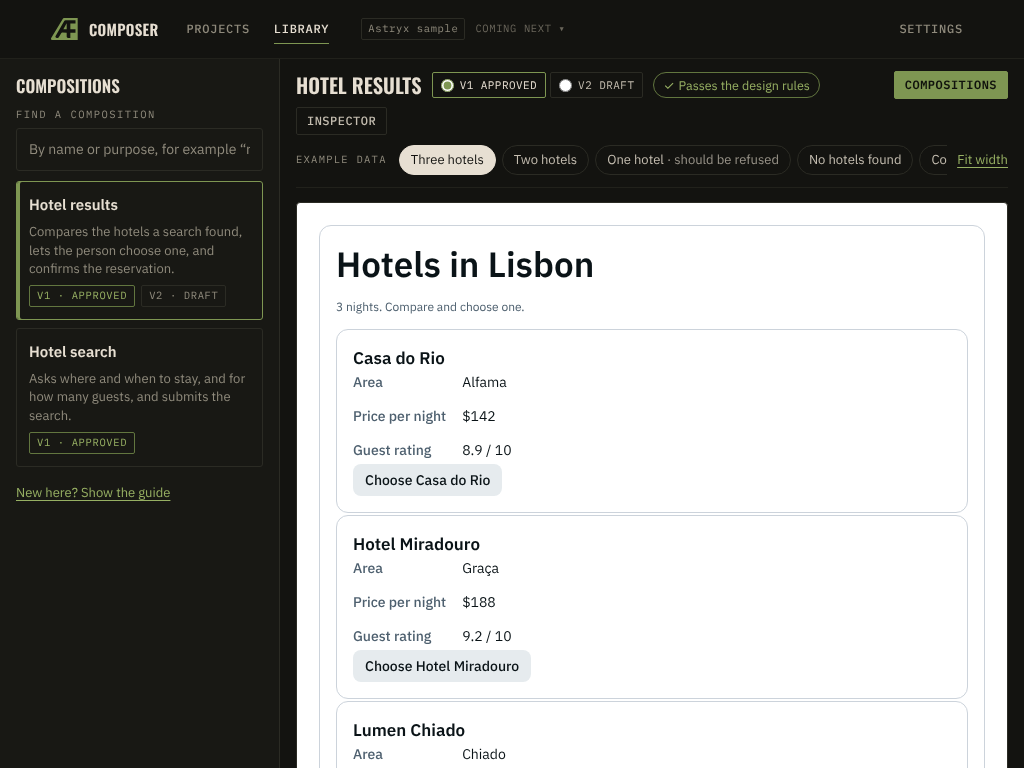 COMPOSER PROJECTS LIBRARY Astryx sample COMING NEXT ▾ SETTINGS
COMPOSITIONS
FIND A COMPOSITION
By name or purpose, for example “r
Hotel results
Compares the hotels a search found,
lets the person choose one, and
confirms the reservation.
V1 · APPROVED V2 · DRAFT
Hotel search
Asks where and when to stay, and for
how many guests, and submits the
search.
V1 · APPROVED
New here? Show the guide
HOTEL RESULTS V1 APPROVED V2 DRAFT ✓ Passes the design rules COMPOSITIONS
INSPECTOR
EXAMPLE DATA Three hotels Two hotels One hotel · should be refused No hotels found Co Fit width
Hotels in Lisbon
3 nights. Compare and choose one.
Casa do Rio
Area Alfama
Price per night $142
Guest rating 8.9 / 10
Choose Casa do Rio
Hotel Miradouro
Area Graça
Price per night $188
Guest rating 9.2 / 10
Choose Hotel Miradouro
Lumen Chiado
Area Chiado